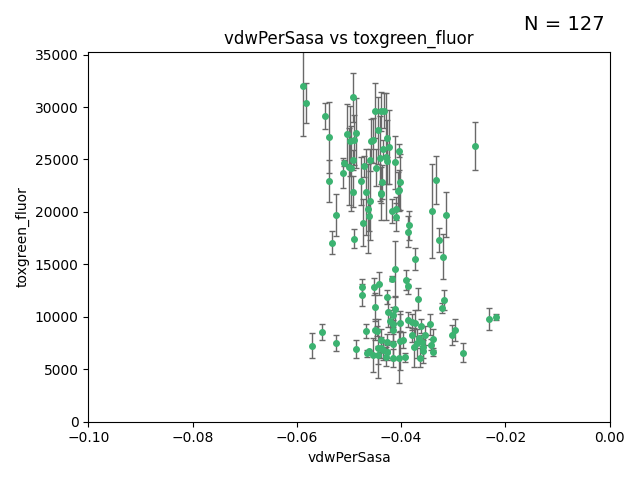 N = 127
vdwPerSasa vs toxgreen_fluor
35000
30000
25000
20000
15000
10000
5000
0
toxgreen_fluor
−0.10 −0.08 −0.06 −0.04 −0.02 0.00
vdwPerSasa